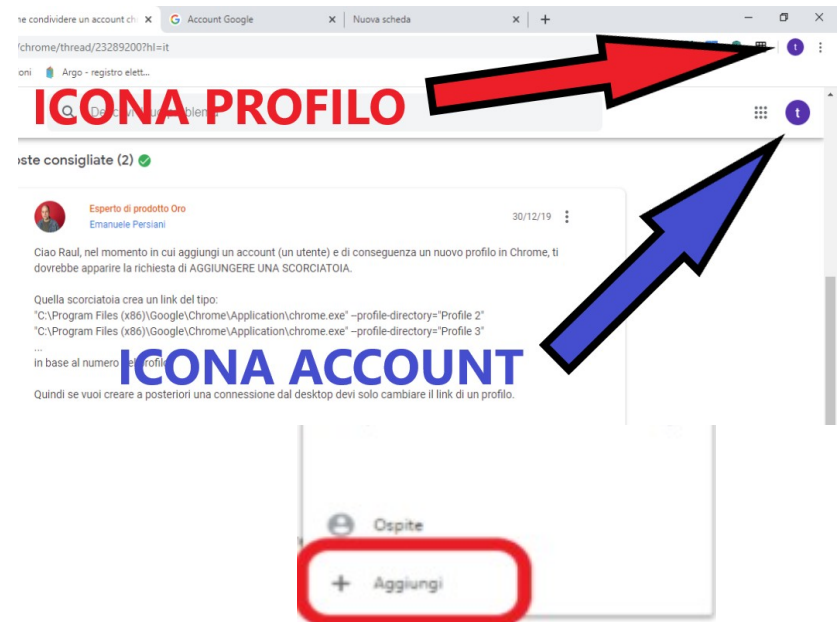 ne condividere un account ch
Account Google
Nuova scheda
/chrome/thread/23289200?hl=it
oni
Argo - registro elett...
ICONA PROFILO
t
t
oste consigliate (2)
Esperto di prodotto Oro
Emanuele Persiani
30/12/19
Ciao Raul, nel momento in cui aggiungi un account (un utente) e di conseguenza un nuovo profilo in Chrome, ti
dovrebbe apparire la richiesta di AGGIUNGERE UNA SCORCIATOIA.
Quella scorciatoia crea un link del tipo:
"C:\Program Files (x86)\Google\Chrome\Application\chrome.exe" --profile-directory="Profile 2"
"C:\Program Files (x86)\Google\Chrome\Application\chrome.exe" --profile-directory="Profile 3"
...
in base al numero del profilo
ICONA ACCOUNT
Quindi se vuoi creare a posteriori una connessione dal desktop devi solo cambiare il link di un profilo.
Ospite
+ Aggiungi